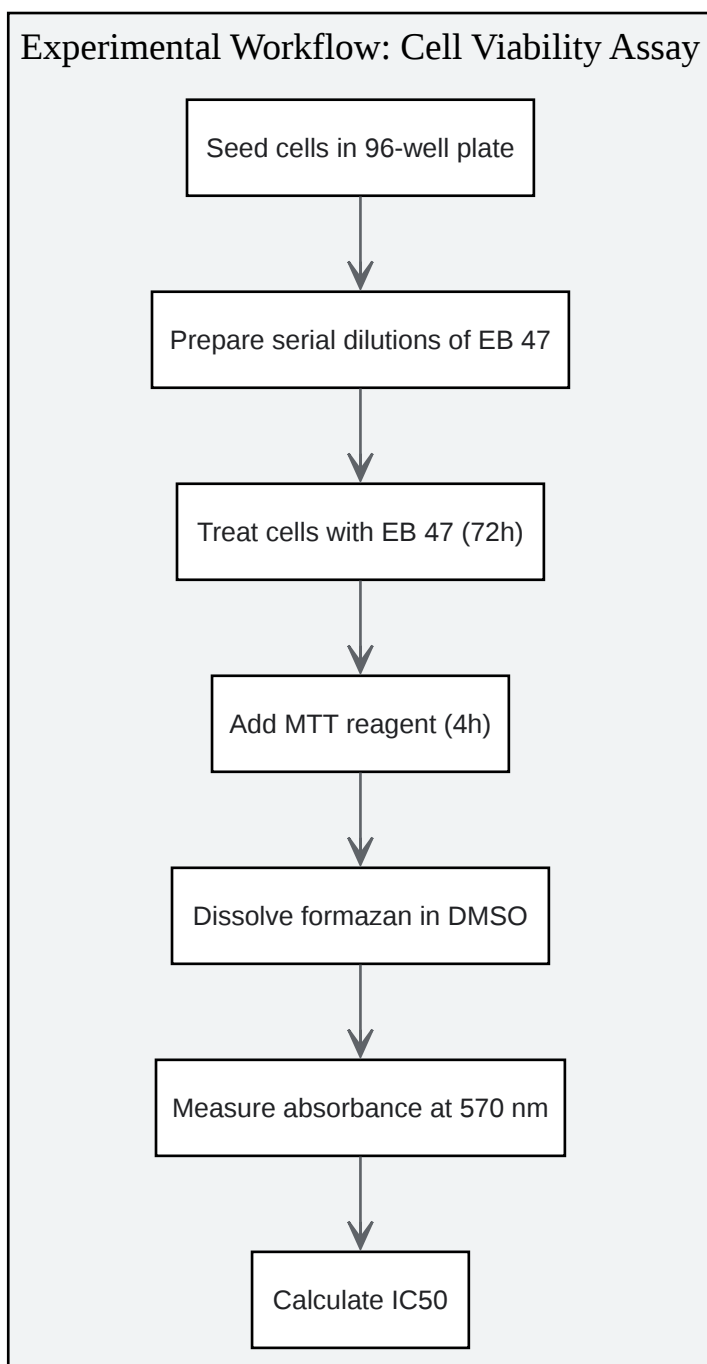 Experimental Workflow: Cell Viability Assay
Seed cells in 96-well plate
Prepare serial dilutions of EB 47
Treat cells with EB 47 (72h)
Add MTT reagent (4h)
Dissolve formazan in DMSO
Measure absorbance at 570 nm
Calculate IC50